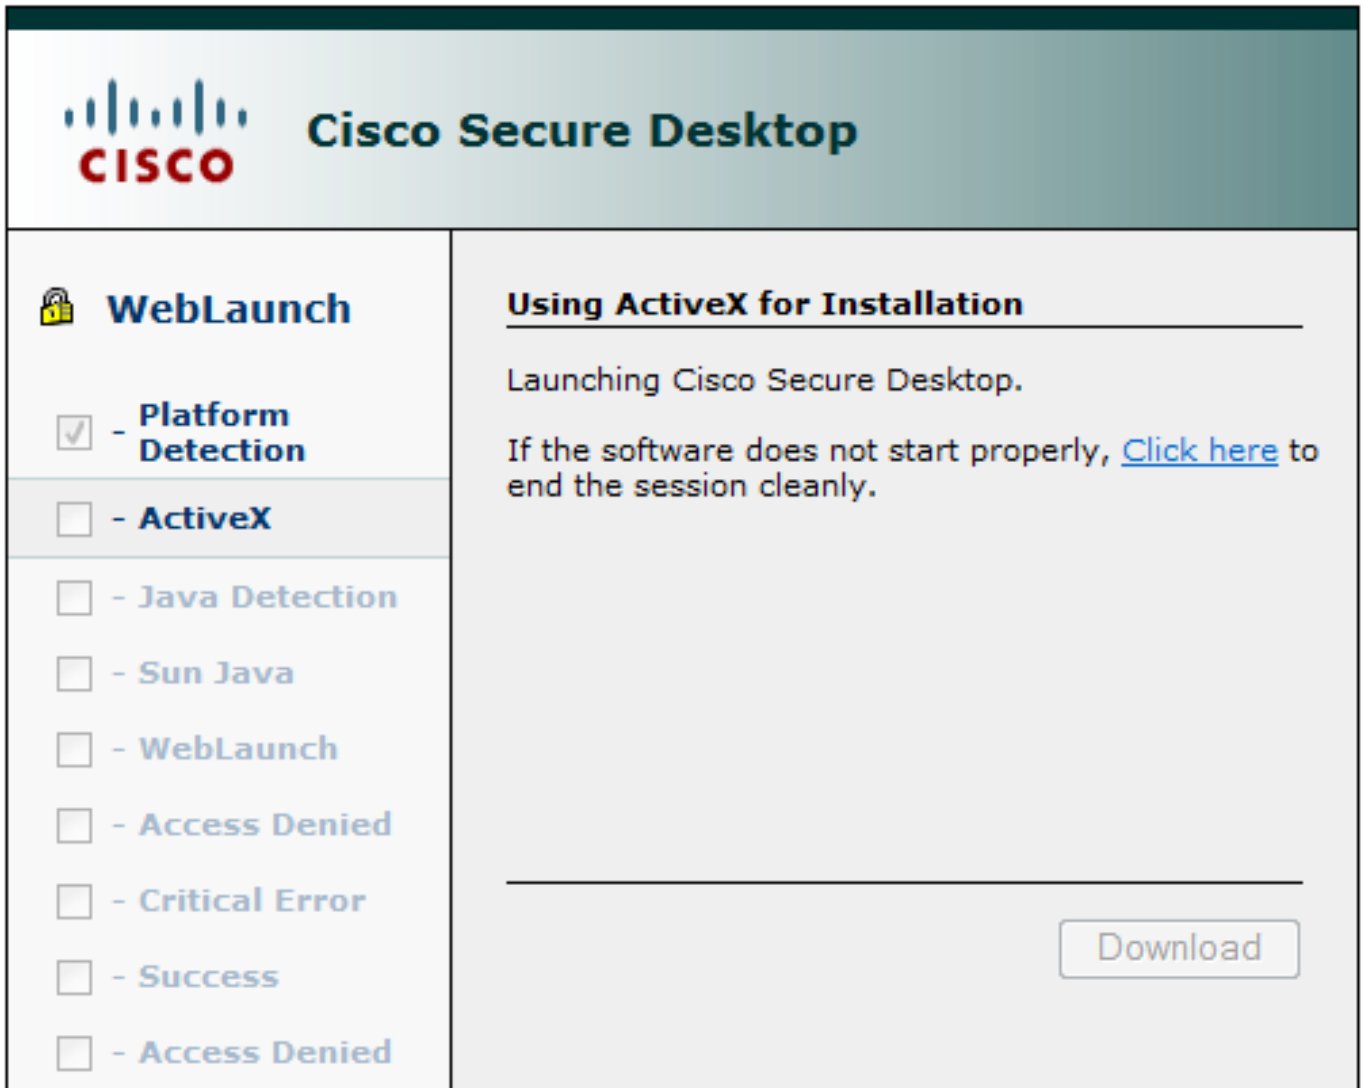 CISCO
Cisco Secure Desktop
WebLaunch
- Platform
Detection
- ActiveX
- Java Detection
- Sun Java
- WebLaunch
- Access Denied
- Critical Error
- Success
- Access Denied
Using ActiveX for Installation
Launching Cisco Secure Desktop.
If the software does not start properly, Click here to
end the session cleanly.
Download